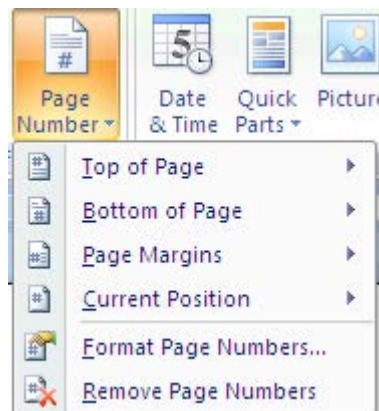 Page
Number
Date
& Time
Quick
Parts
Top of Page
Bottom of Page
Page Margins
Current Position
Format Page Numbers...
Remove Page Numbers